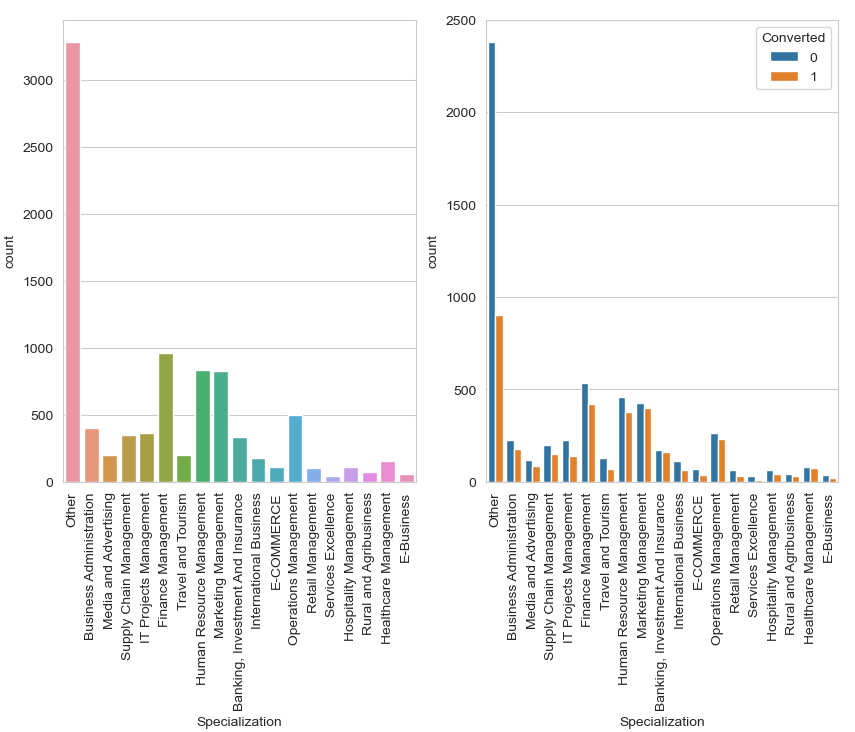 3000
2500
2000
1500
1000
500
0
count
Other
Business Administration
Media and Advertising
Supply Chain Management
IT Projects Management
Finance Management
Travel and Tourism
Human Resource Management
Marketing Management
Banking, Investment And Insurance
International Business
E-COMMERCE
Operations Management
Retail Management
Services Excellence
Hospitality Management
Rural and Agribusiness
Healthcare Management
E-Business
Specialization
2500
2000
1500
1000
500
0
count
Converted
0
1
Other
Business Administration
Media and Advertising
Supply Chain Management
IT Projects Management
Finance Management
Travel and Tourism
Human Resource Management
Marketing Management
Banking, Investment And Insurance
International Business
E-COMMERCE
Operations Management
Retail Management
Services Excellence
Hospitality Management
Rural and Agribusiness
Healthcare Management
E-Business
Specialization